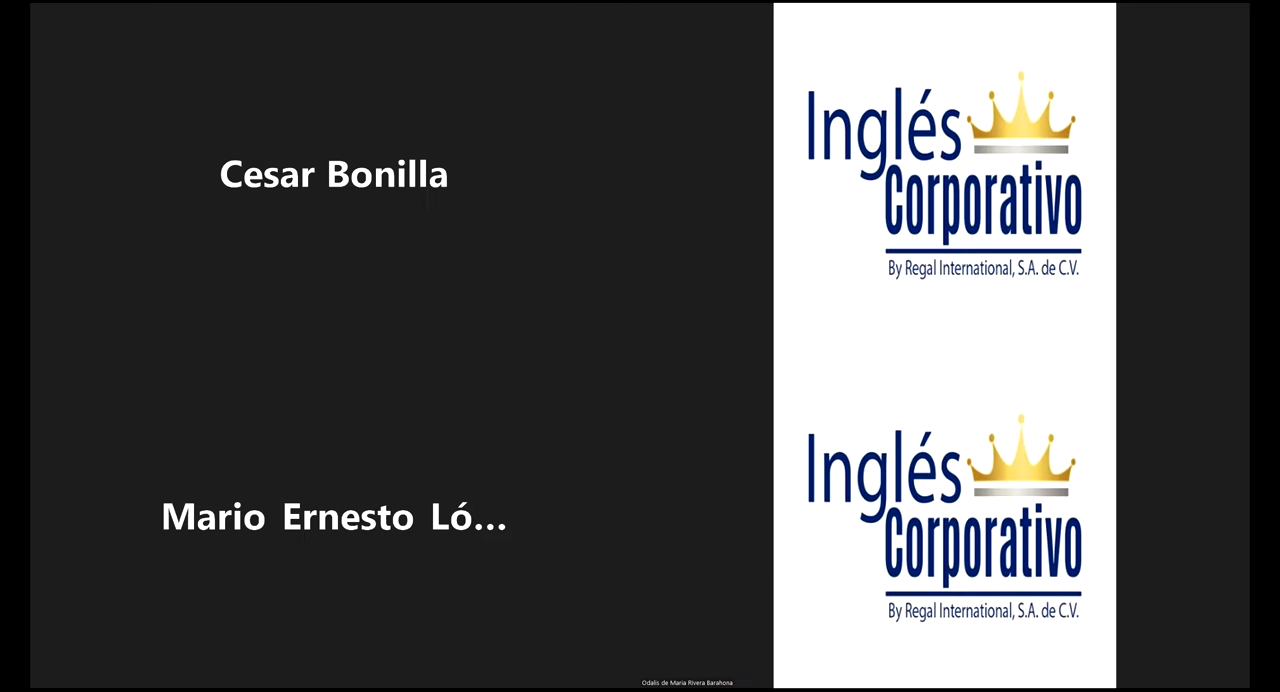 Cesar Bonilla
Inglés
Corporativo
By Regal International, S.A. de C.V.
Mario Ernesto Ló...
Inglés
Corporativo
By Regal International, S.A. de C.V.
Odalis de Maria Rivera Barahona